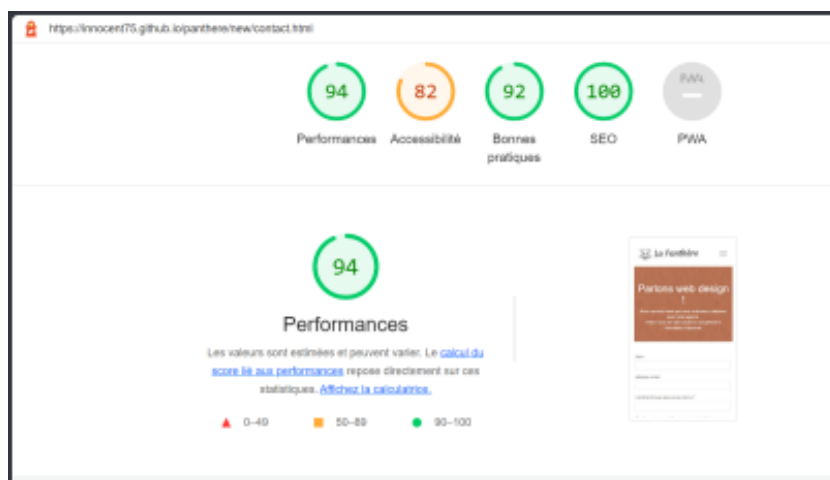 https://innocent75.github.io/panthere/new/contact.html
94
82
92
100
PWA
Performances
Accessibilité
Bonnes
pratiques
SEO
PWA
94
Performances
Les valeurs sont estimées et peuvent varier. Le calcul du
score lié aux performances repose directement sur ces
statistiques. Affichez la calculatrice.
0–49
50–89
90–100
La Panthère
Partons web design
!